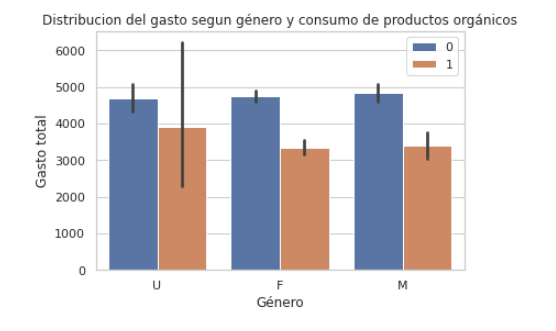 Distribucion del gasto segun género y consumo de productos orgánicos
0
1
6000
5000
4000
3000
2000
1000
0
Gasto total
U F M
Género